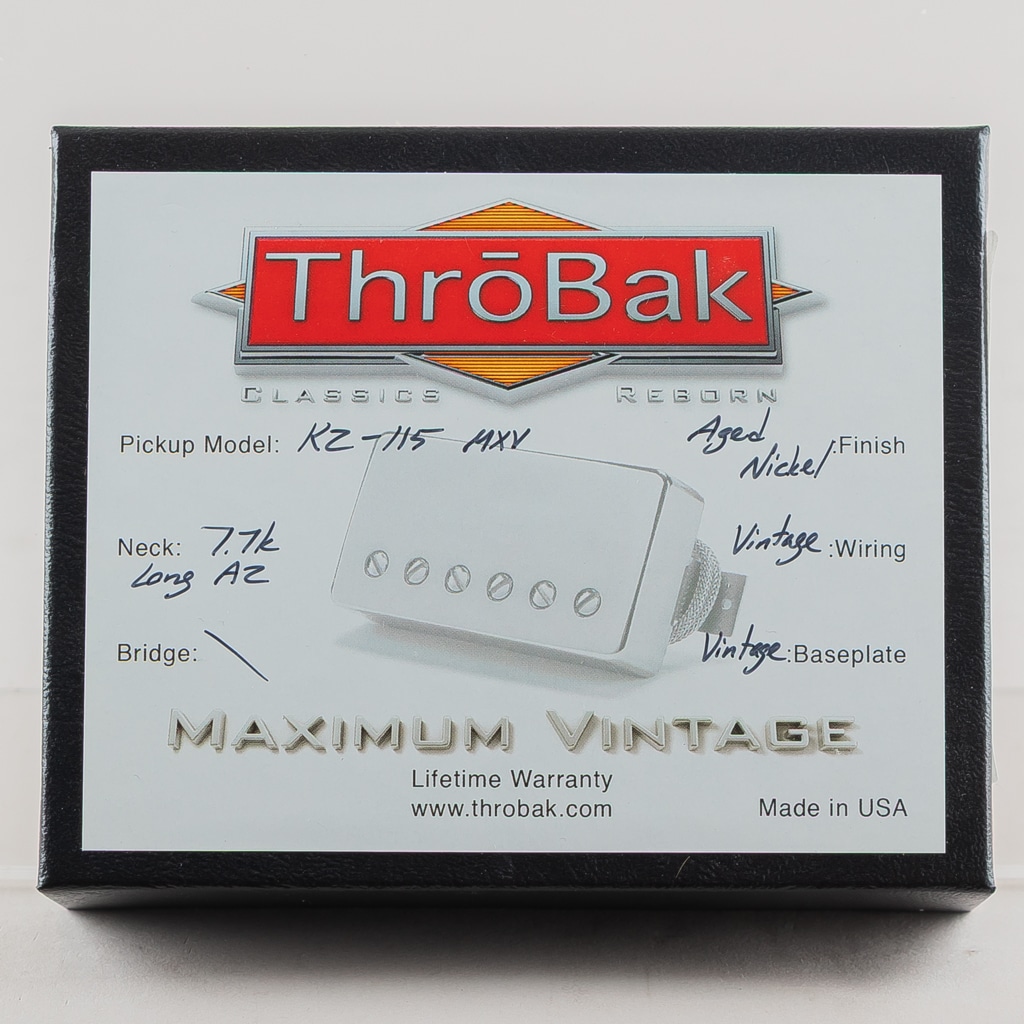 ThrōBak
CLASSICS REBORN
Pickup Model: KZ-115 MXV
Aged Nickel :Finish
Neck: 7.7k
Long A2
Vintage :Wiring
Bridge: \
Vintage :Baseplate
MAXIMUM VINTAGE
Lifetime Warranty
www.throbak.com
Made in USA